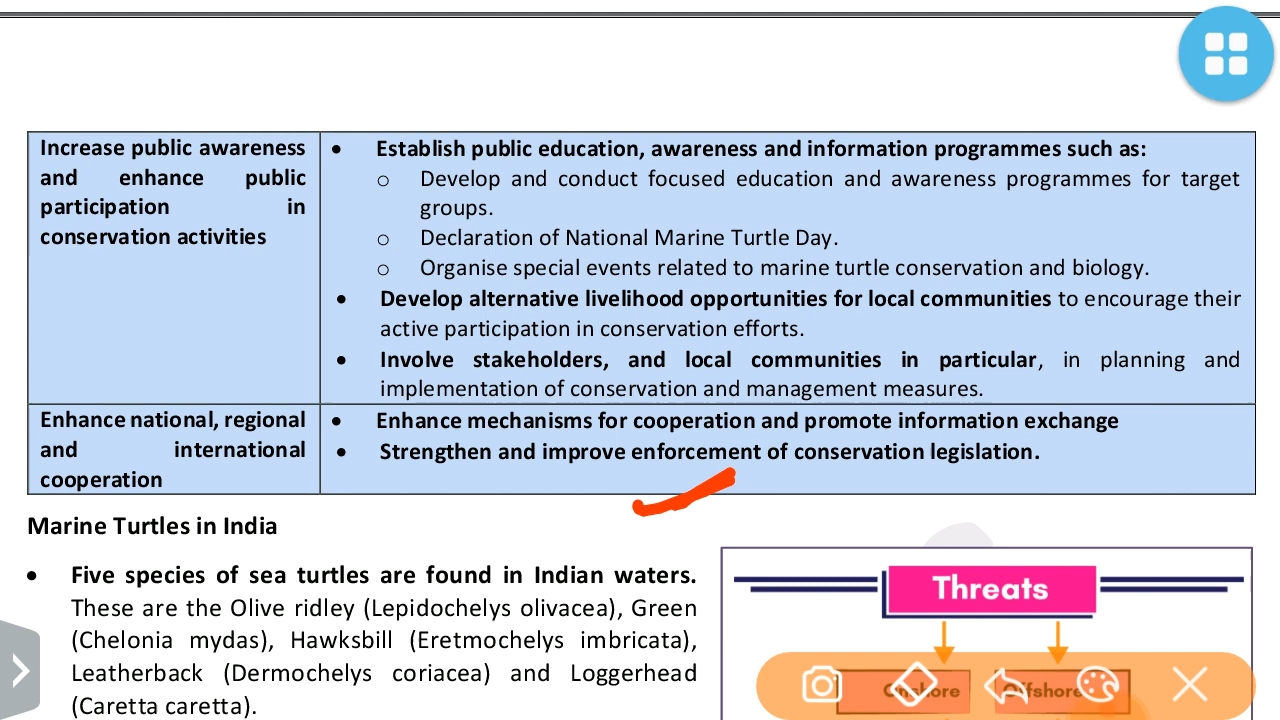 Increase public awareness
and enhance public
participation in
conservation activities
• Establish public education, awareness and information programmes such as:
o Develop and conduct focused education and awareness programmes for target
groups.
o Declaration of National Marine Turtle Day.
o Organise special events related to marine turtle conservation and biology.
• Develop alternative livelihood opportunities for local communities to encourage their
active participation in conservation efforts.
• Involve stakeholders, and local communities in particular, in planning and
implementation of conservation and management measures.
Enhance national, regional
and international
cooperation
• Enhance mechanisms for cooperation and promote information exchange
• Strengthen and improve enforcement of conservation legislation.
Marine Turtles in India
• Five species of sea turtles are found in Indian waters.
These are the Olive ridley (Lepidochelys olivacea), Green
(Chelonia mydas), Hawksbill (Eretmochelys imbricata),
Leatherback (Dermochelys coriacea) and Loggerhead
(Caretta caretta).
Threats
Onshore
Offshore